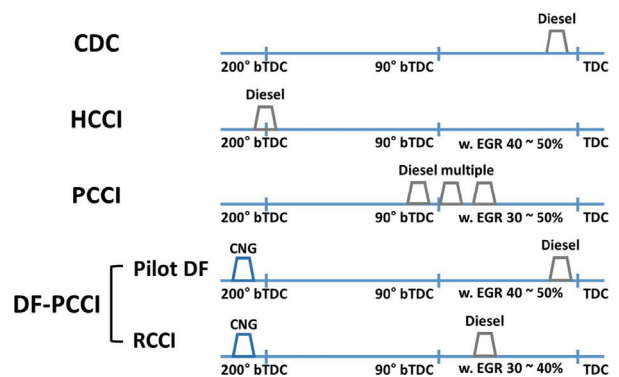 Diesel
CDC
200° bTDC 90° bTDC TDC
Diesel
HCCI
200° bTDC 90° bTDC w. EGR 40 ~ 50% TDC
Diesel multiple
PCCI
200° bTDC 90° bTDC w. EGR 30 ~ 50% TDC
CNG Diesel
Pilot DF
200° bTDC 90° bTDC w. EGR 40 ~ 50% TDC
DF-PCCI
CNG Diesel
RCCI
200° bTDC 90° bTDC w. EGR 30 ~ 40% TDC